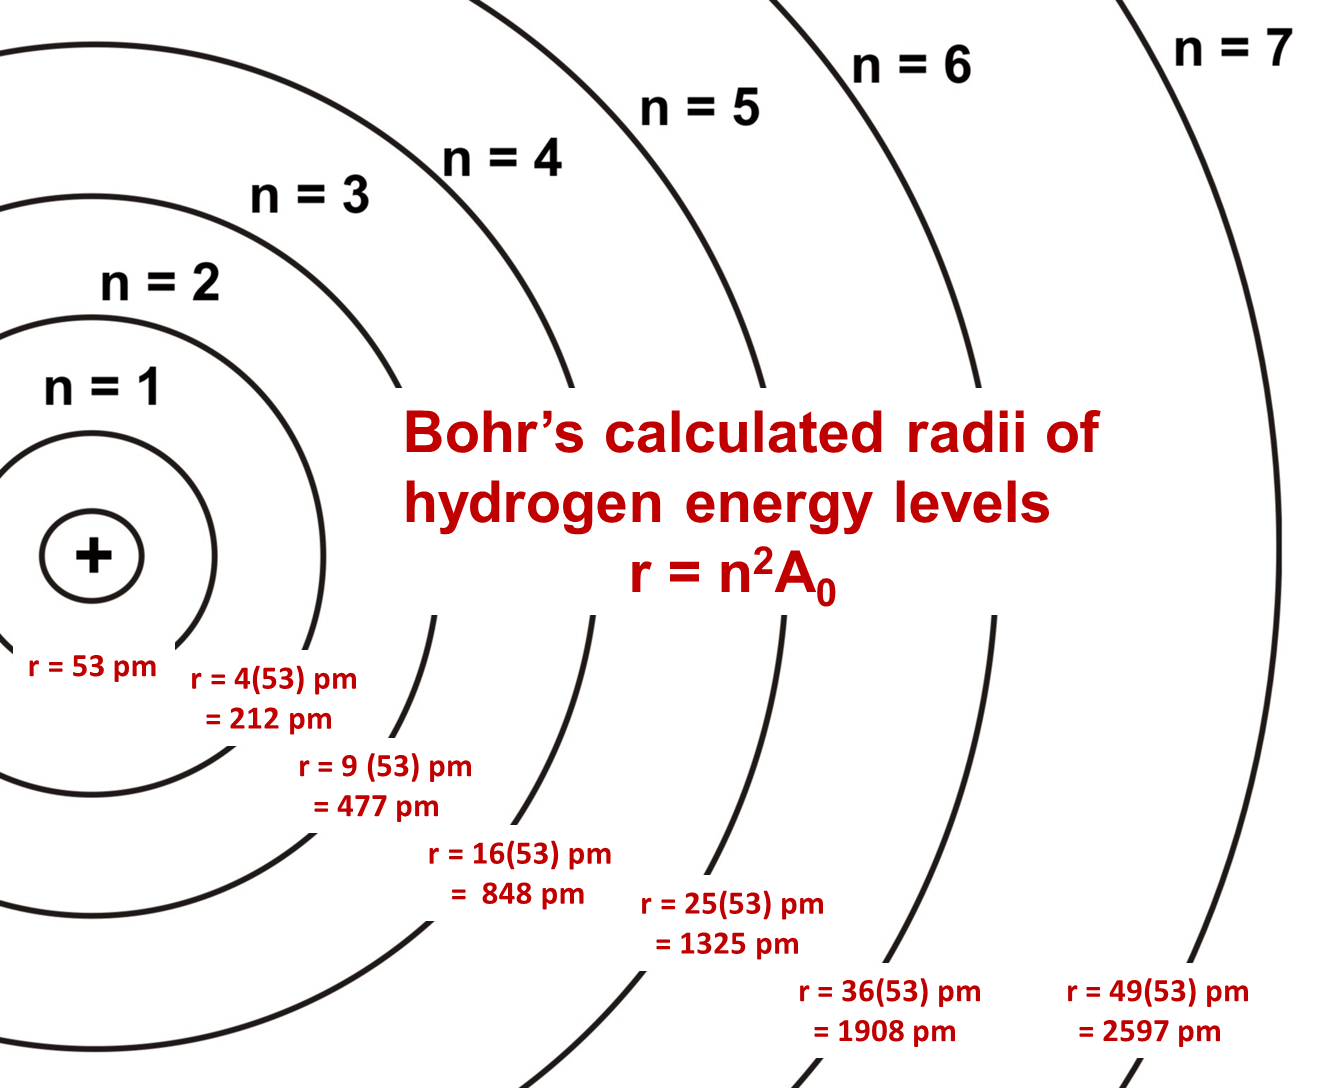 n = 7
n = 6
n = 5
n = 4
n = 3
n = 2
n = 1
+
Bohr’s calculated radii of
hydrogen energy levels
r = n²A₀
r = 53 pm
r = 4(53) pm
= 212 pm
r = 9 (53) pm
= 477 pm
r = 16(53) pm
= 848 pm
r = 25(53) pm
= 1325 pm
r = 36(53) pm
= 1908 pm
r = 49(53) pm
= 2597 pm